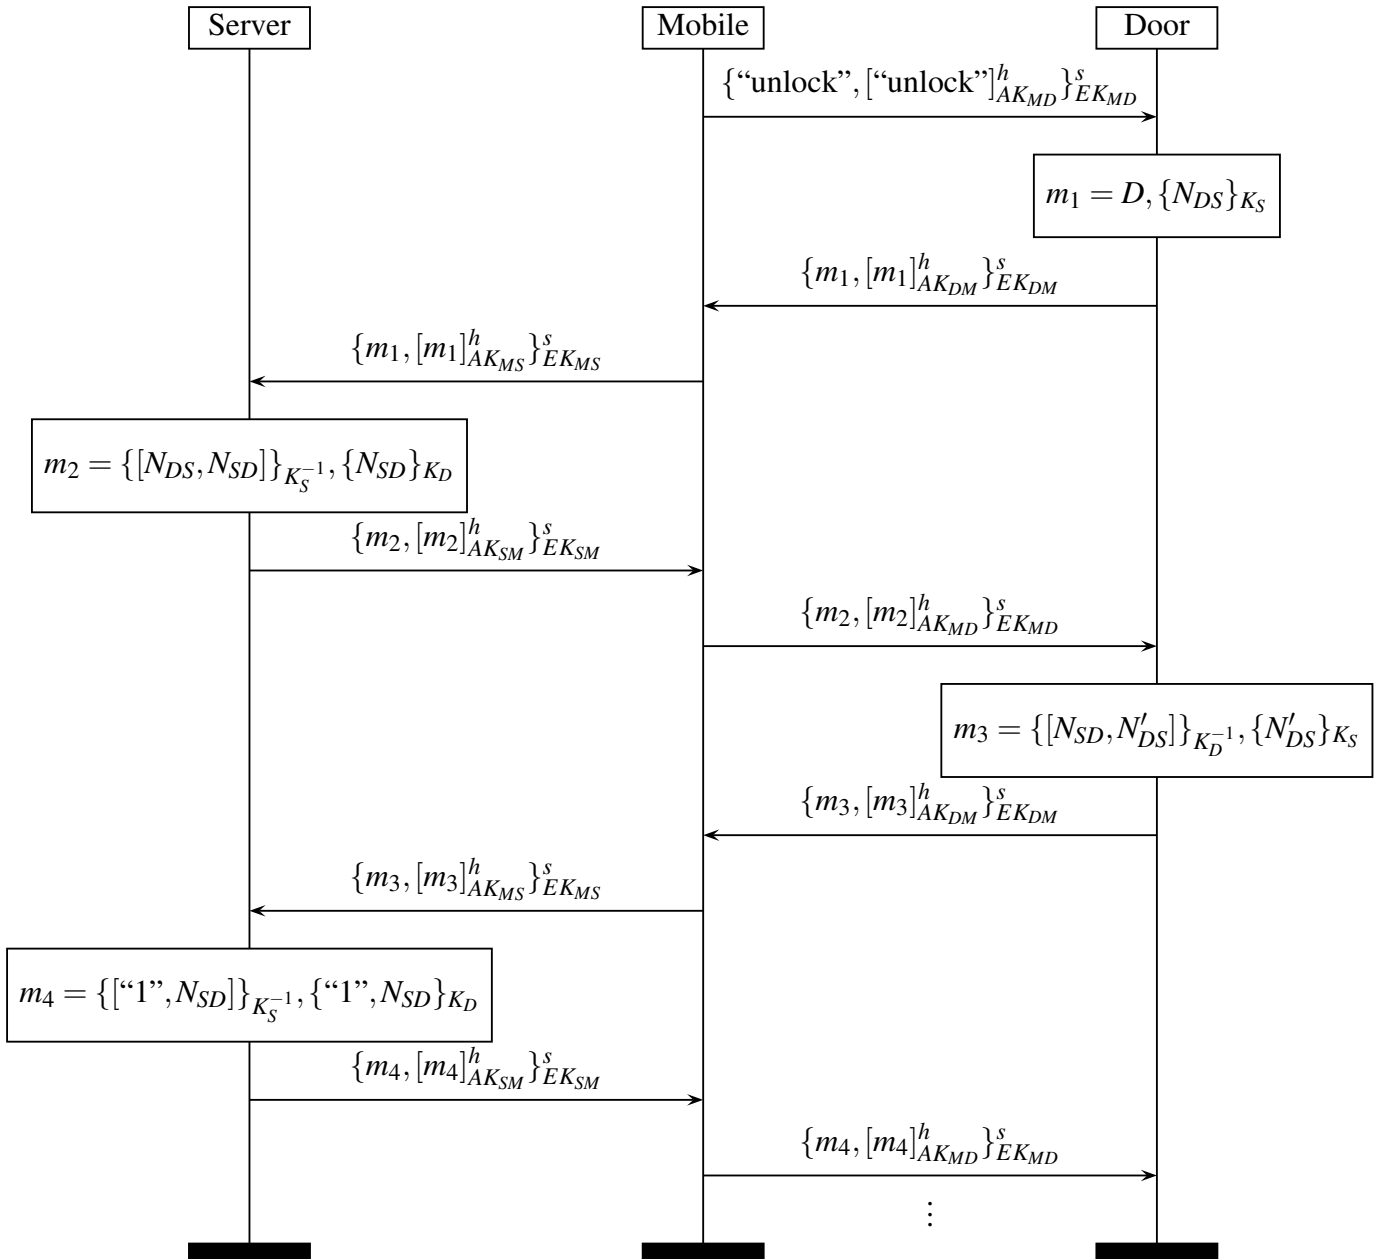 Server Mobile Door
{“unlock”, [“unlock”]^h_{AK_{MD}}}^s_{EK_{MD}}
m_1 = D, {N_{DS}}_{K_S}
{m_1, [m_1]^h_{AK_{DM}}}^s_{EK_{DM}}
{m_1, [m_1]^h_{AK_{MS}}}^s_{EK_{MS}}
m_2 = {[N_{DS}, N_{SD}]}_{K_S^{-1}}, {N_{SD}}_{K_D}
{m_2, [m_2]^h_{AK_{SM}}}^s_{EK_{SM}}
{m_2, [m_2]^h_{AK_{MD}}}^s_{EK_{MD}}
m_3 = {[N_{SD}, N'_{DS}]}_{K_D^{-1}}, {N'_{DS}}_{K_S}
{m_3, [m_3]^h_{AK_{DM}}}^s_{EK_{DM}}
{m_3, [m_3]^h_{AK_{MS}}}^s_{EK_{MS}}
m_4 = {[“1”, N_{SD}]}_{K_S^{-1}}, {“1”, N_{SD}}_{K_D}
{m_4, [m_4]^h_{AK_{SM}}}^s_{EK_{SM}}
{m_4, [m_4]^h_{AK_{MD}}}^s_{EK_{MD}}
⋮